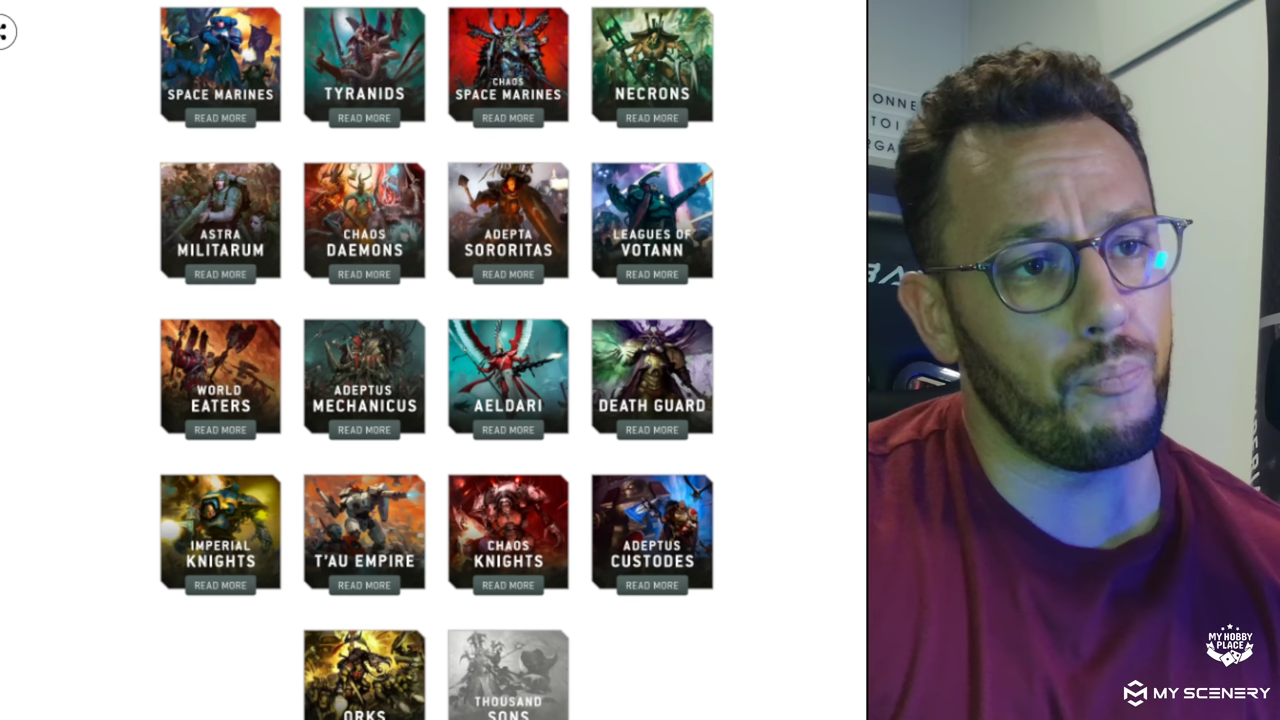 SPACE MARINES
READ MORE
TYRANIDS
READ MORE
CHAOS
SPACE MARINES
READ MORE
NECRONS
READ MORE
ASTRA
MILITARUM
READ MORE
CHAOS
DAEMONS
READ MORE
ADEPTA
SORORITAS
READ MORE
LEAGUES OF
VOTANN
READ MORE
WORLD
EATERS
READ MORE
ADEPTUS
MECHANICUS
READ MORE
AELDARI
READ MORE
DEATH GUARD
READ MORE
IMPERIAL
KNIGHTS
READ MORE
T'AU EMPIRE
READ MORE
CHAOS
KNIGHTS
READ MORE
ADEPTUS
CUSTODES
READ MORE
ORKS
THOUSAND
SONS
ONNE
TOI
RGA
MY HOBBY
PLACE
MY SCENERY